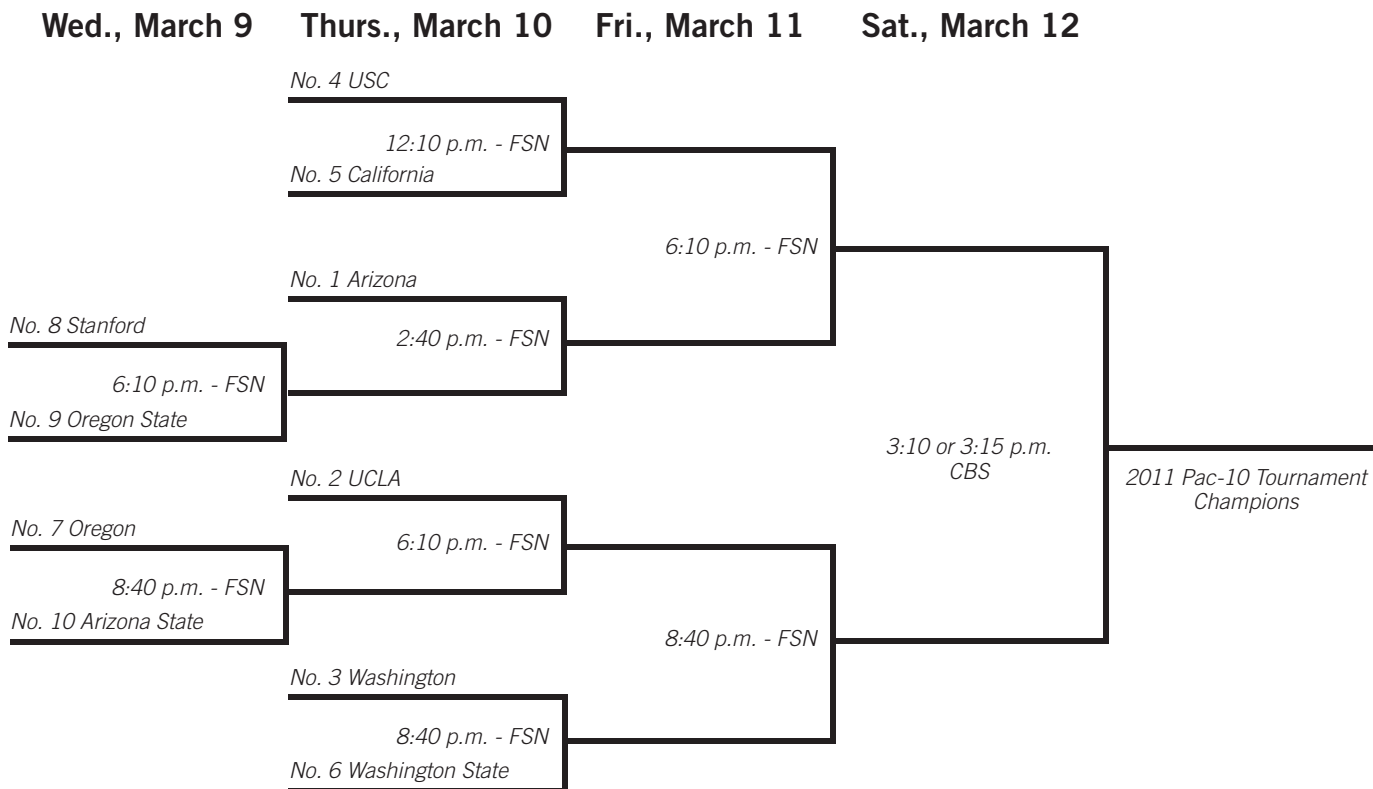 Wed., March 9 Thurs., March 10 Fri., March 11 Sat., March 12
No. 4 USC
12:10 p.m. - FSN
No. 5 California
6:10 p.m. - FSN
No. 1 Arizona
No. 8 Stanford
2:40 p.m. - FSN
6:10 p.m. - FSN
No. 9 Oregon State
3:10 or 3:15 p.m.
CBS
2011 Pac-10 Tournament
Champions
No. 2 UCLA
No. 7 Oregon
6:10 p.m. - FSN
8:40 p.m. - FSN
No. 10 Arizona State
8:40 p.m. - FSN
No. 3 Washington
8:40 p.m. - FSN
No. 6 Washington State